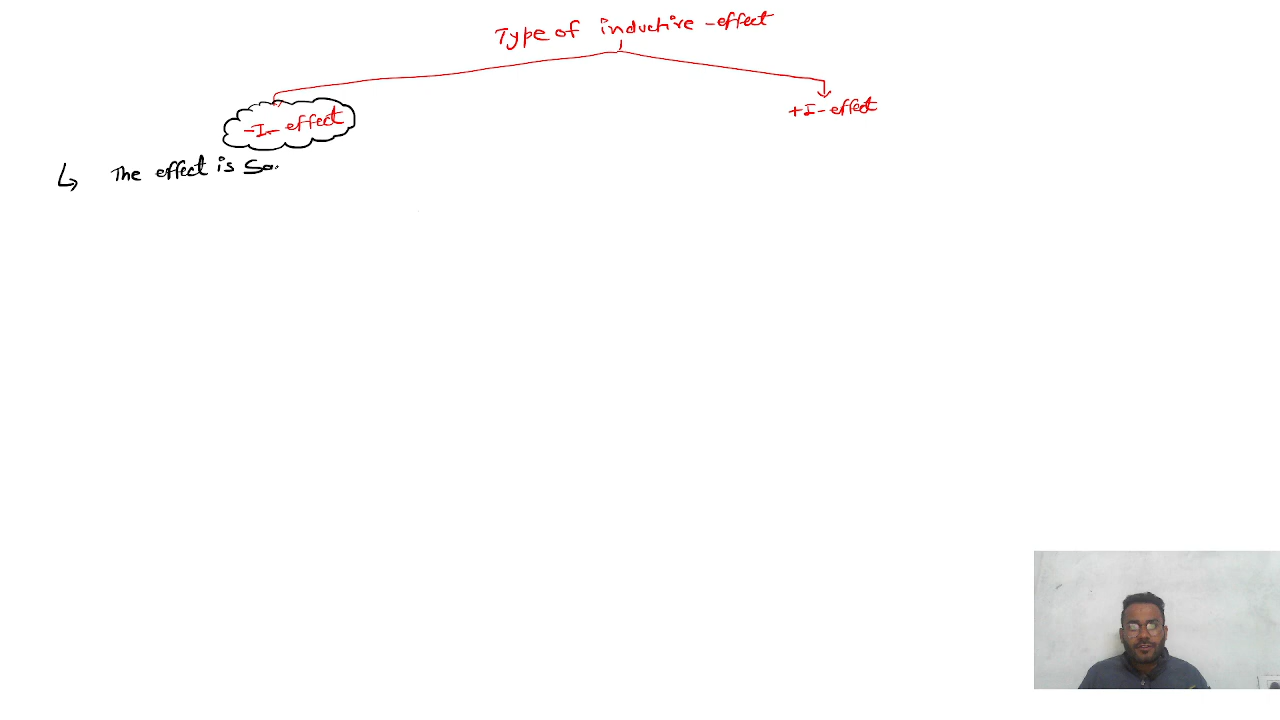 Type of inductive -effect
-I- effect
+I-effect
The effect is